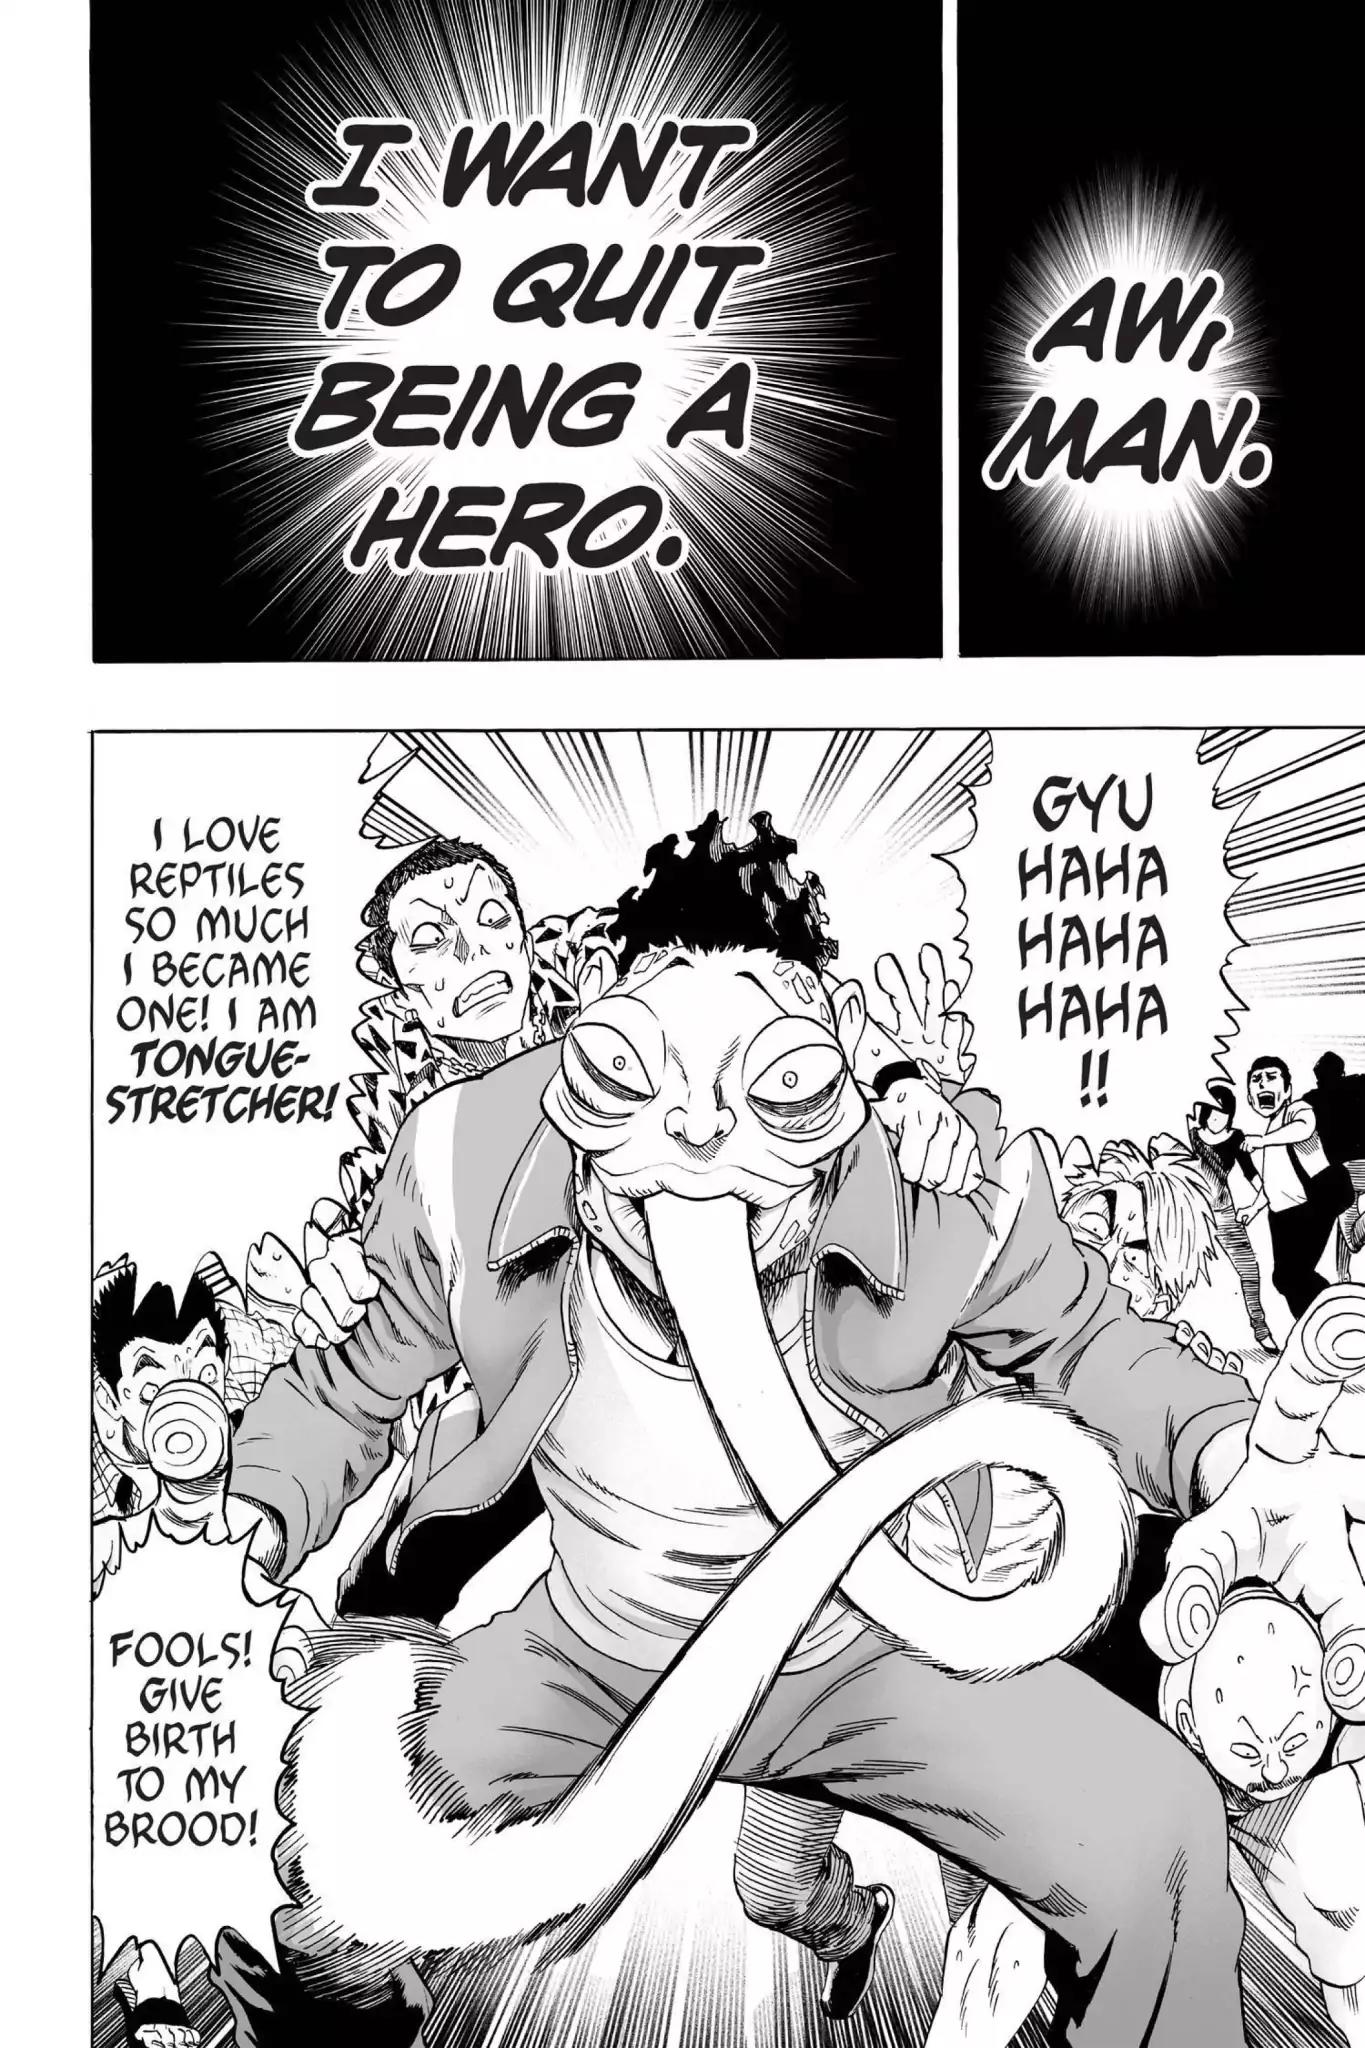 AW,
MAN.
I WANT
TO QUIT
BEING A
HERO.
GYU
HAHA
HAHA
HAHA
!!
I LOVE
REPTILES
SO MUCH
I BECAME
ONE! I AM
TONGUE-
STRETCHER!
FOOLS!
GIVE
BIRTH
TO MY
BROOD!